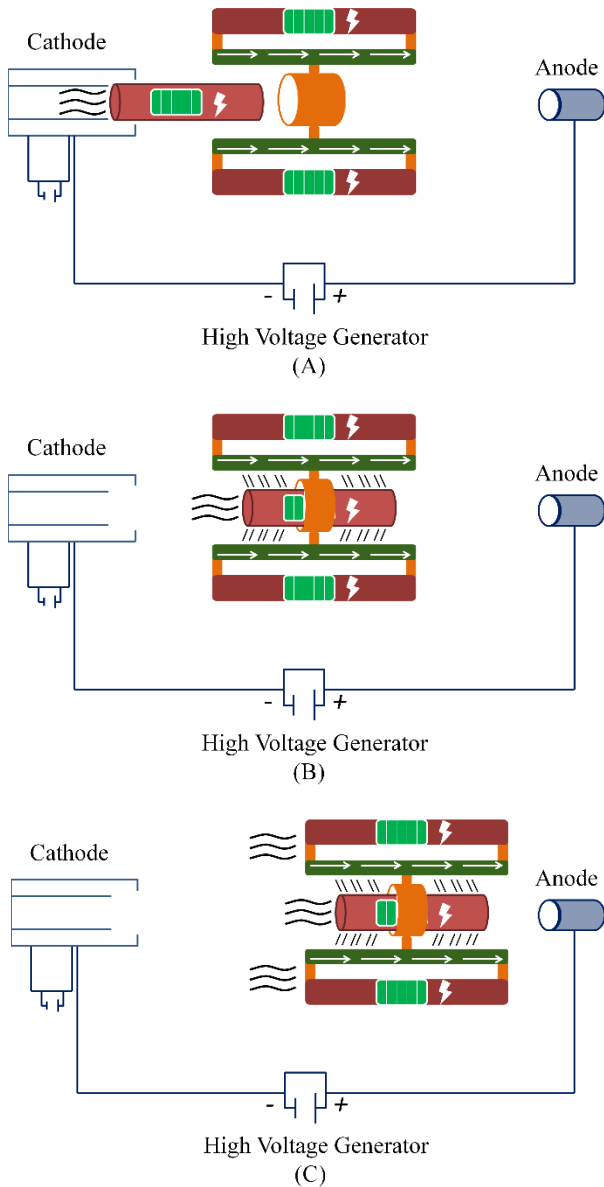 Cathode
Anode
- +
High Voltage Generator
(A)
Cathode
Anode
- +
High Voltage Generator
(B)
Cathode
Anode
- +
High Voltage Generator
(C)